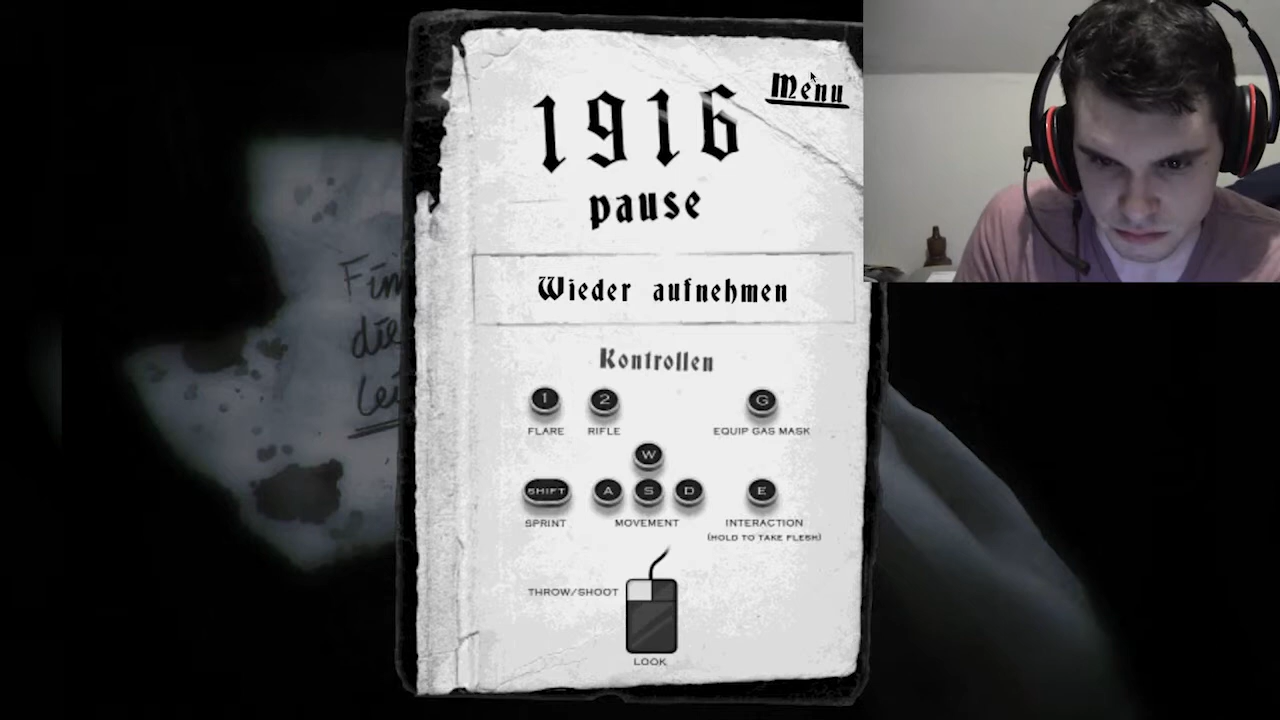 Menu
1916
pause
Wieder aufnehmen
Kontrollen
1 2 G
FLARE RIFLE EQUIP GAS MASK
W
SHIFT A S D E
SPRINT MOVEMENT INTERACTION
(HOLD TO TAKE FLESH)
THROW/SHOOT
LOOK
die